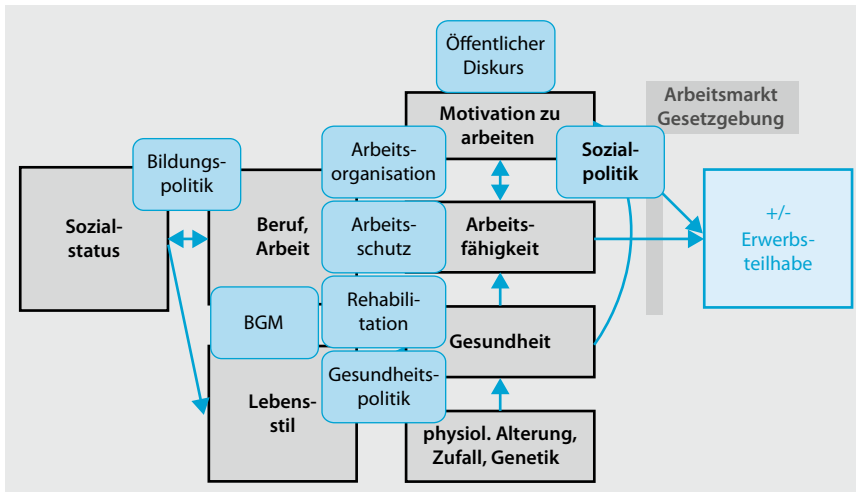 Öffentlicher
Diskurs
Arbeitsmarkt
Gesetzgebung
Motivation zu
arbeiten
Bildungs-
politik
Arbeits-
organisation
Sozial-
politik
Sozial-
status
Beruf,
Arbeit
Arbeits-
schutz
Arbeits-
fähigkeit
+/-
Erwerbs-
teilhabe
BGM
Rehabili-
tation
Gesundheit
Lebens-
stil
Gesundheits-
politik
physiol. Alterung,
Zufall, Genetik